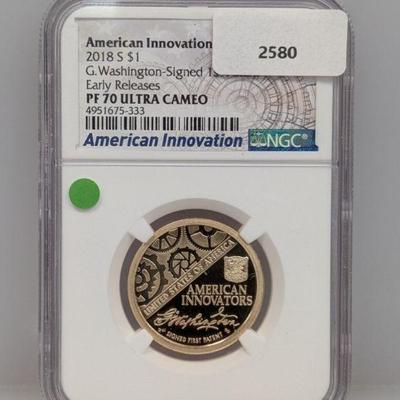 American Innovation
2018 S $1
G.Washington-Signed
Early Releases
PF 70 ULTRA CAMEO
4951675-333
2580
American Innovation NGC
UNITED STATES OF AMERICA
AMERICAN
INNOVATORS
G Washington
SIGNED FIRST PATENT